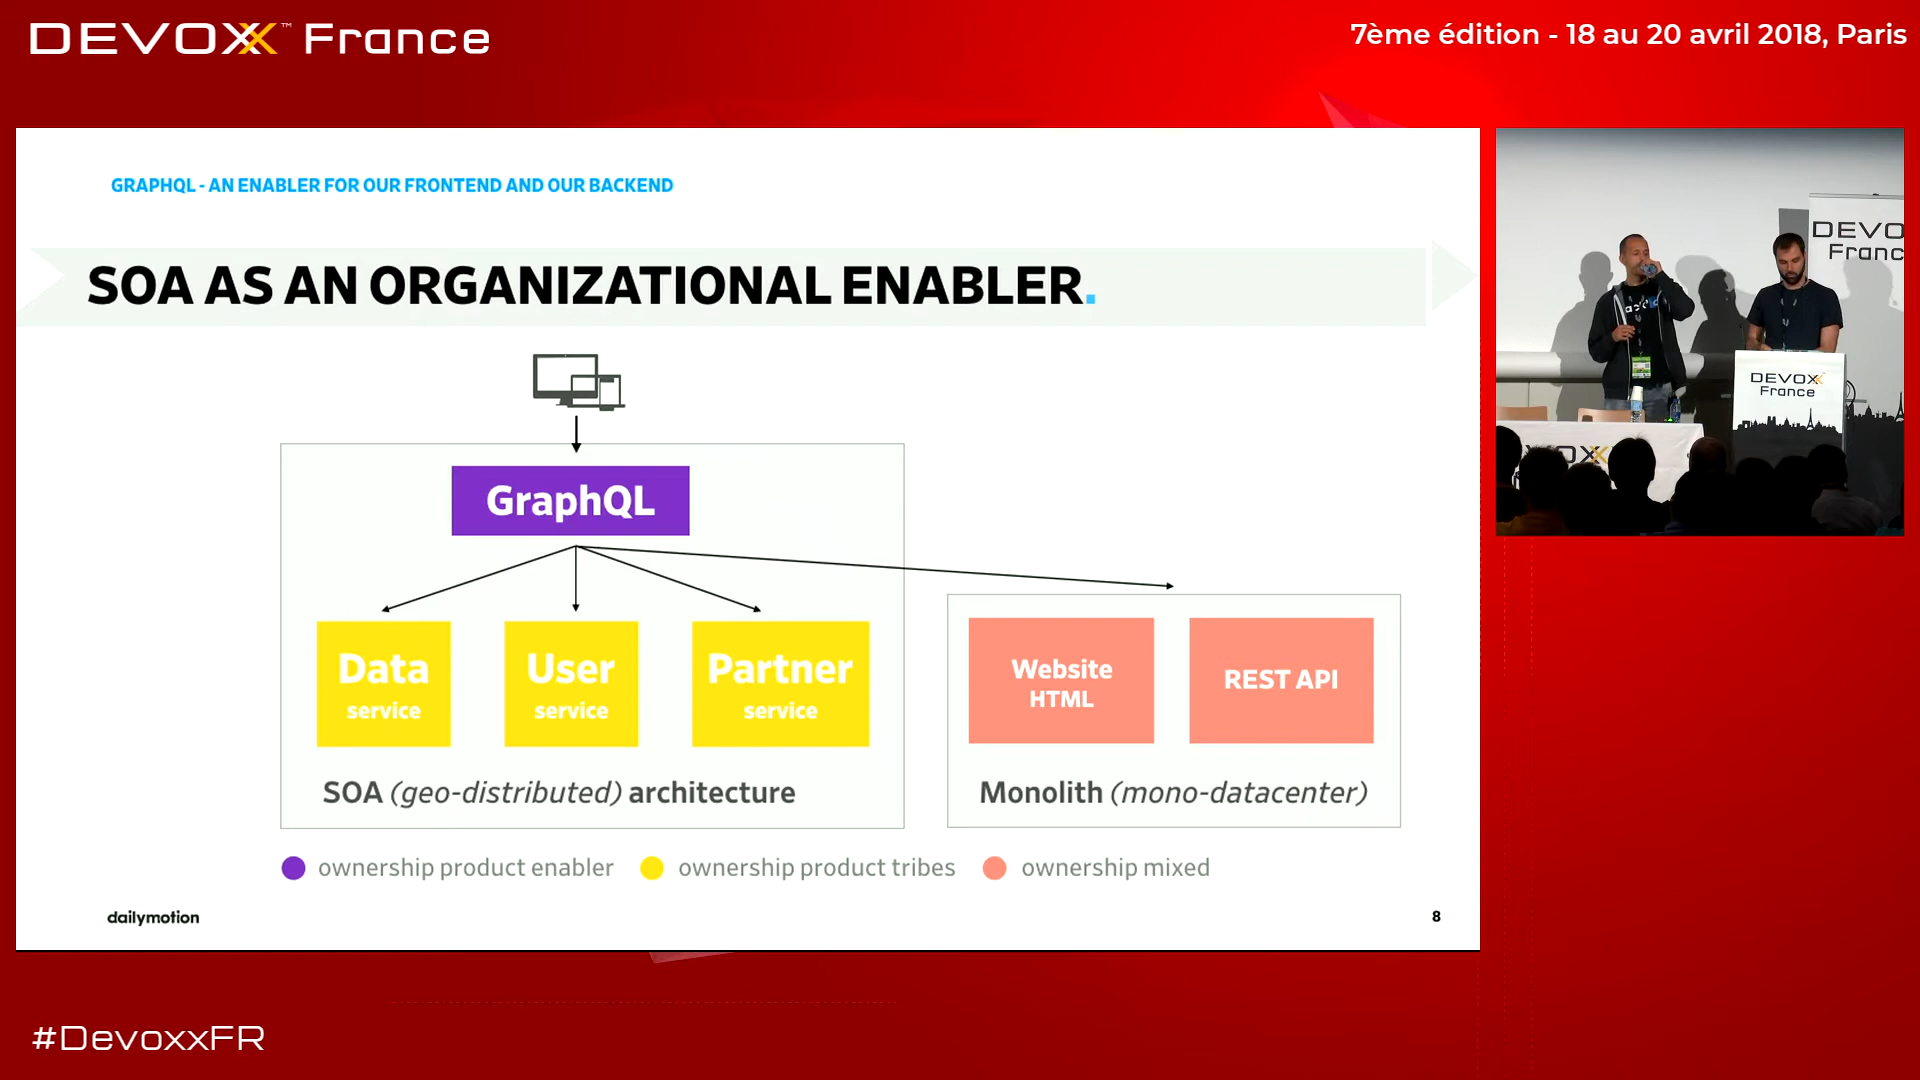 DEVOXX™ France
7ème édition - 18 au 20 avril 2018, Paris
GRAPHQL - AN ENABLER FOR OUR FRONTEND AND OUR BACKEND
SOA AS AN ORGANIZATIONAL ENABLER.
GraphQL
Data
service
User
service
Partner
service
Website
HTML
REST API
SOA (geo-distributed) architecture
Monolith (mono-datacenter)
ownership product enabler
ownership product tribes
ownership mixed
dailymotion
8
DEVOX
France
#DevoxxFR